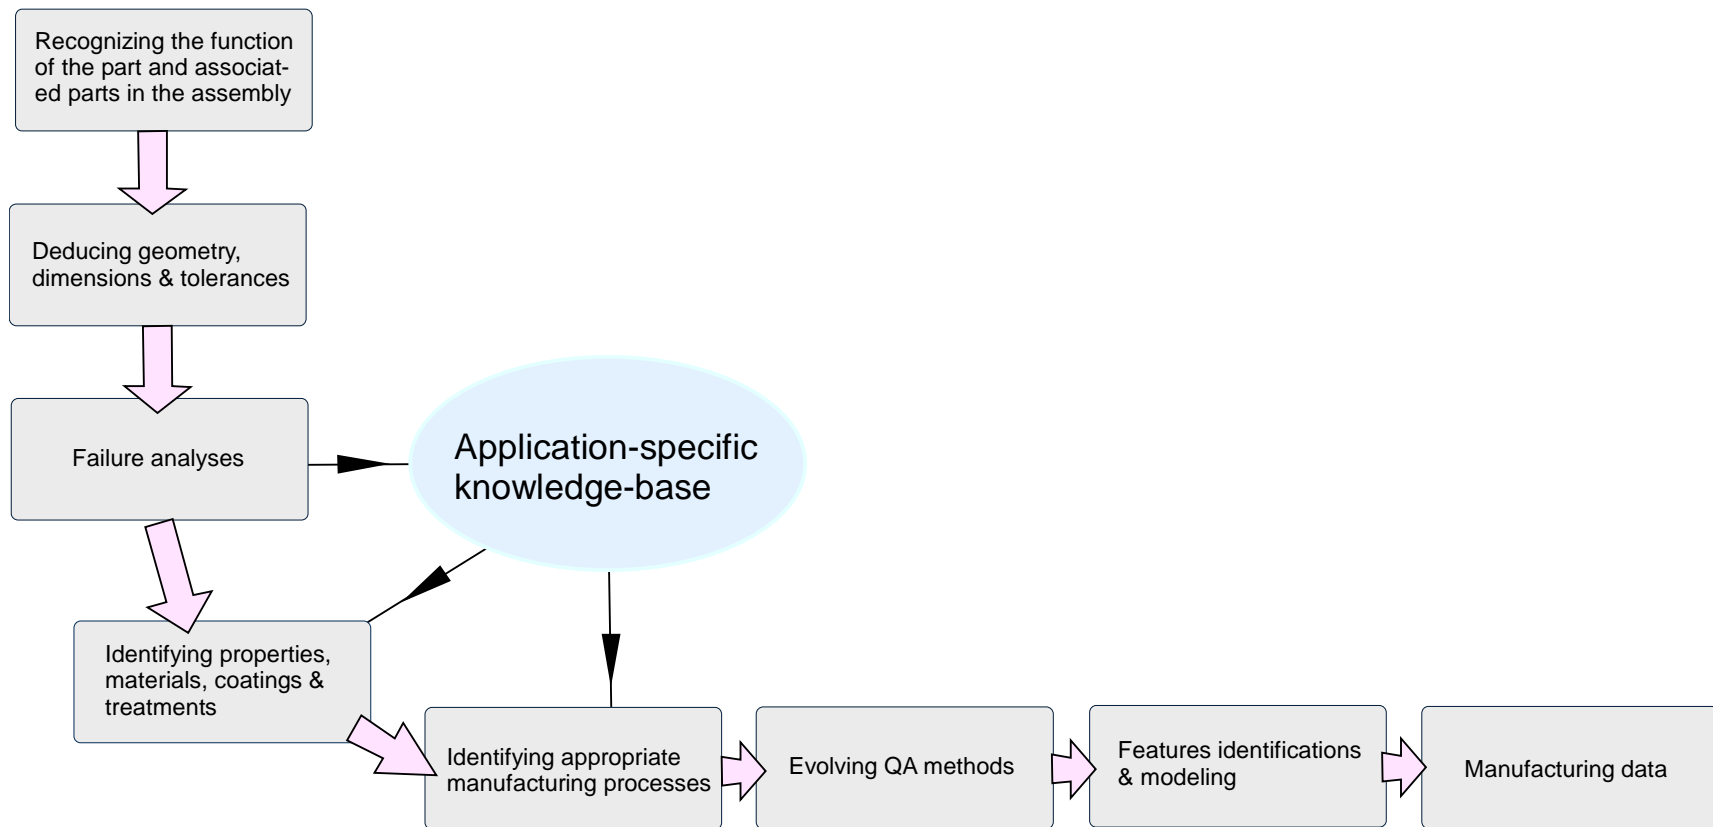 Recognizing the function
of the part and associat-
ed parts in the assembly
Deducing geometry,
dimensions & tolerances
Failure analyses
Application-specific
knowledge-base
Identifying properties,
materials, coatings &
treatments
Identifying appropriate
manufacturing processes
Evolving QA methods
Features identifications
& modeling
Manufacturing data